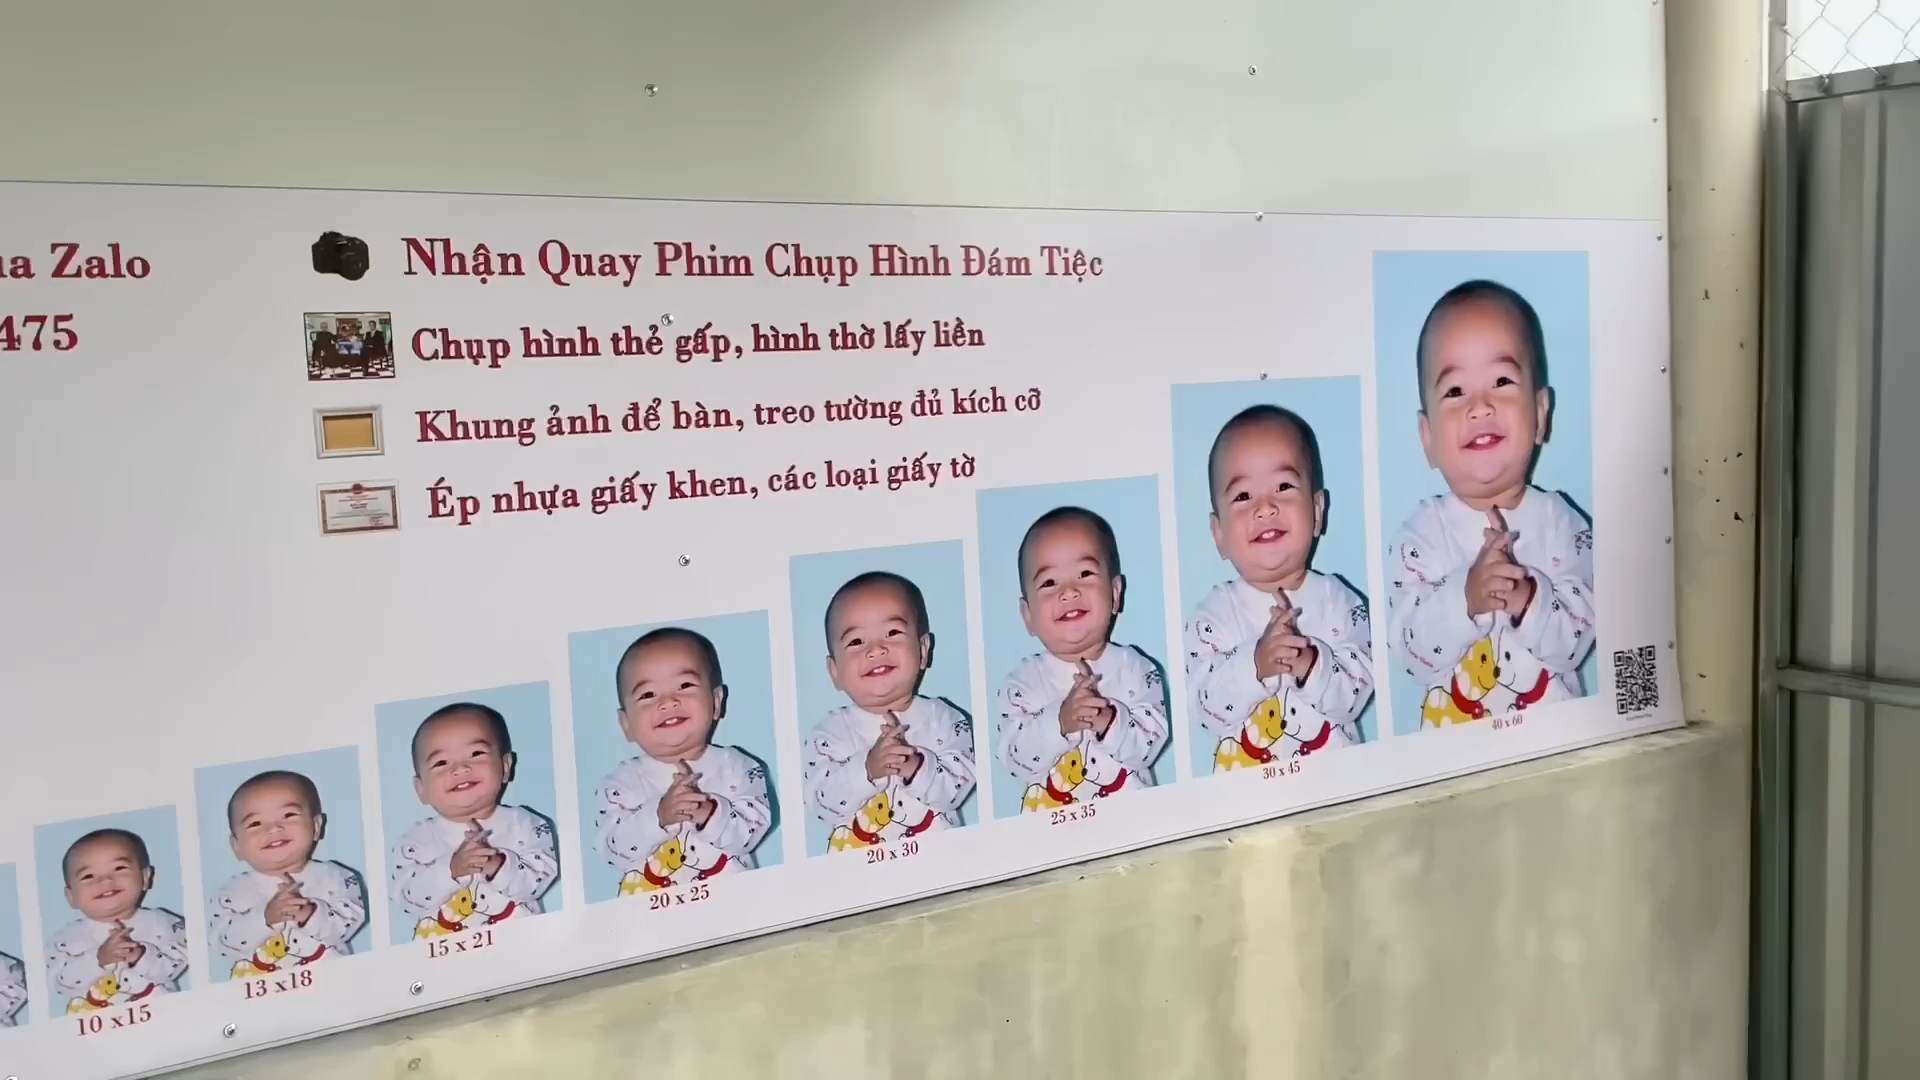 Zalo
475
Nhận Quay Phim Chụp Hình Đám Tiệc
Chụp hình thẻ gấp, hình thờ lấy liền
Khung ảnh để bàn, treo tường đủ kích cỡ
Ép nhựa giấy khen, các loại giấy tờ
10 x15
13 x18
15 x 21
20 x 25
20 x 30
25 x 35
30 x 45
40 x 60